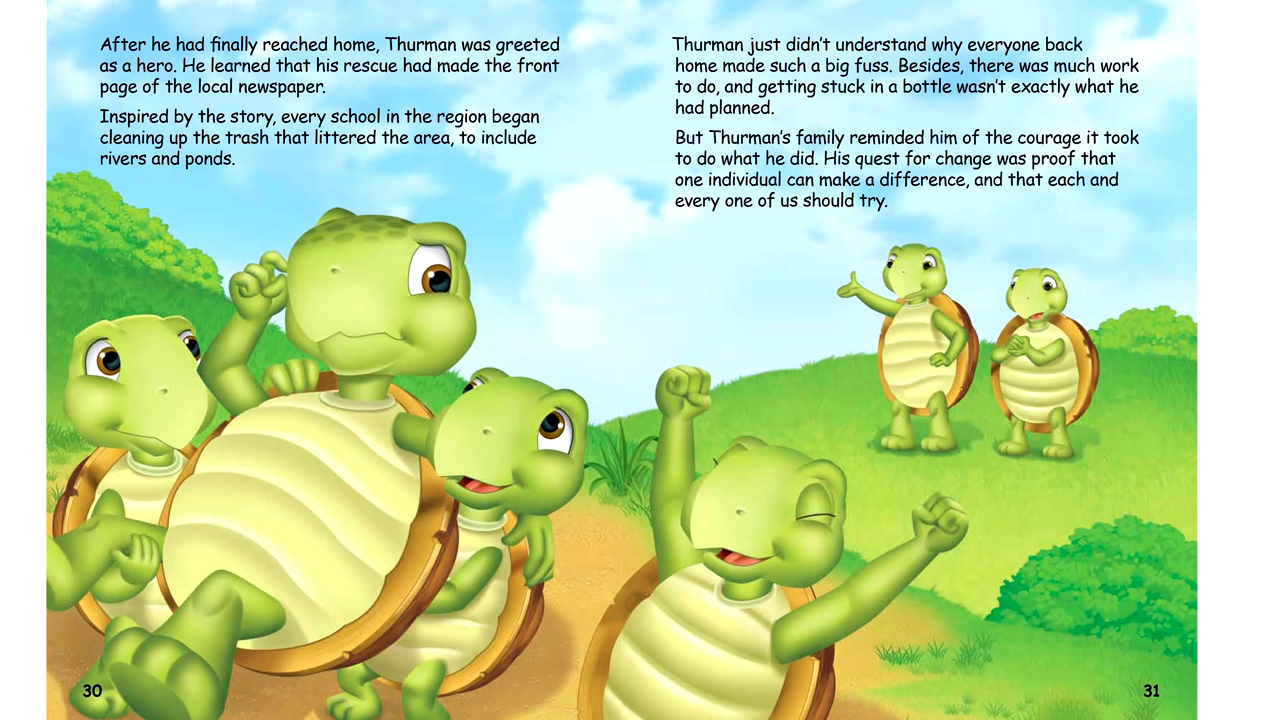 After he had finally reached home, Thurman was greeted
as a hero. He learned that his rescue had made the front
page of the local newspaper.
Inspired by the story, every school in the region began
cleaning up the trash that littered the area, to include
rivers and ponds.
Thurman just didn’t understand why everyone back
home made such a big fuss. Besides, there was much work
to do, and getting stuck in a bottle wasn’t exactly what he
had planned.
But Thurman’s family reminded him of the courage it took
to do what he did. His quest for change was proof that
one individual can make a difference, and that each and
every one of us should try.
30
31